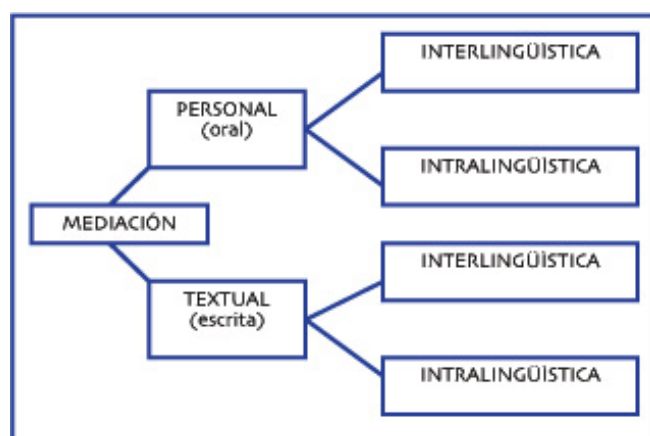 INTERLINGÜÍSTICA
PERSONAL
(oral)
INTRALINGÜÍSTICA
MEDIACIÓN
INTERLINGÜÍSTICA
TEXTUAL
(escrita)
INTRALINGÜÍSTICA